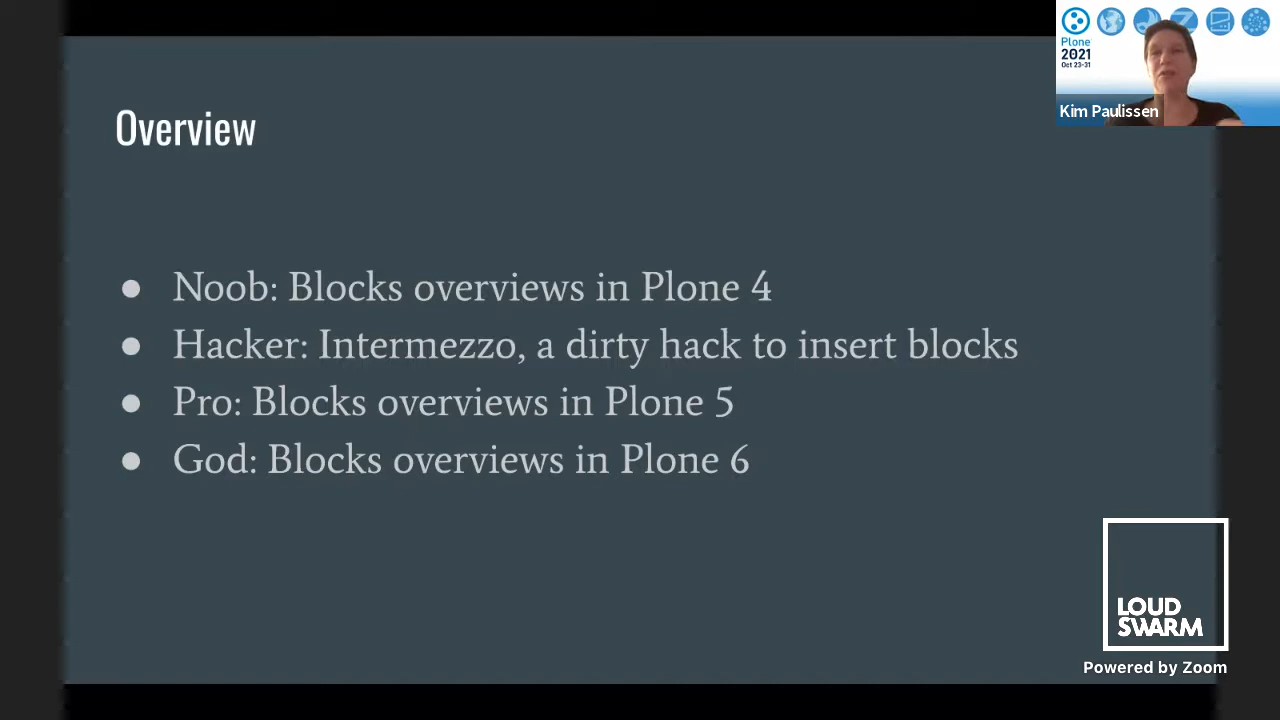 Overview
● Noob: Blocks overviews in Plone 4
● Hacker: Intermezzo, a dirty hack to insert blocks
● Pro: Blocks overviews in Plone 5
● God: Blocks overviews in Plone 6
Plone
2021
Oct 23-31
Kim Paulissen
LOUD
SWARM
Powered by Zoom